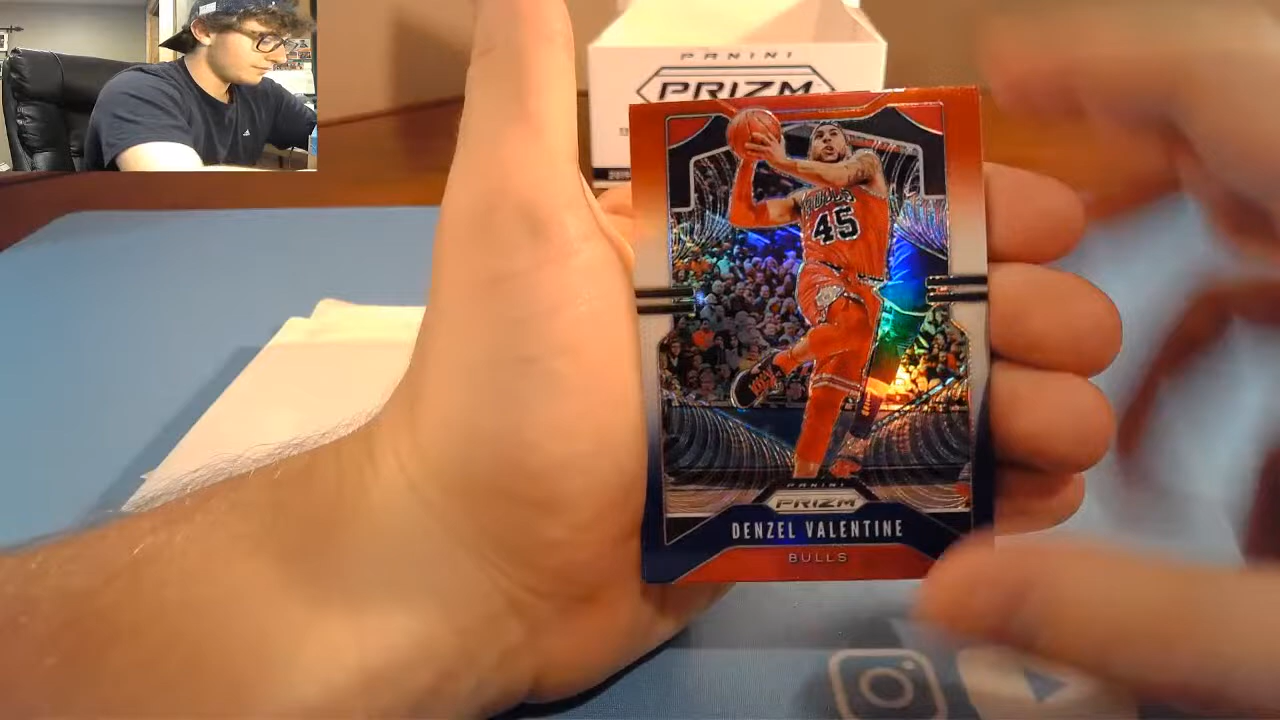 PANINI
PRIZM
BULLS
45
PANINI
PRIZM
DENZEL VALENTINE
BULLS